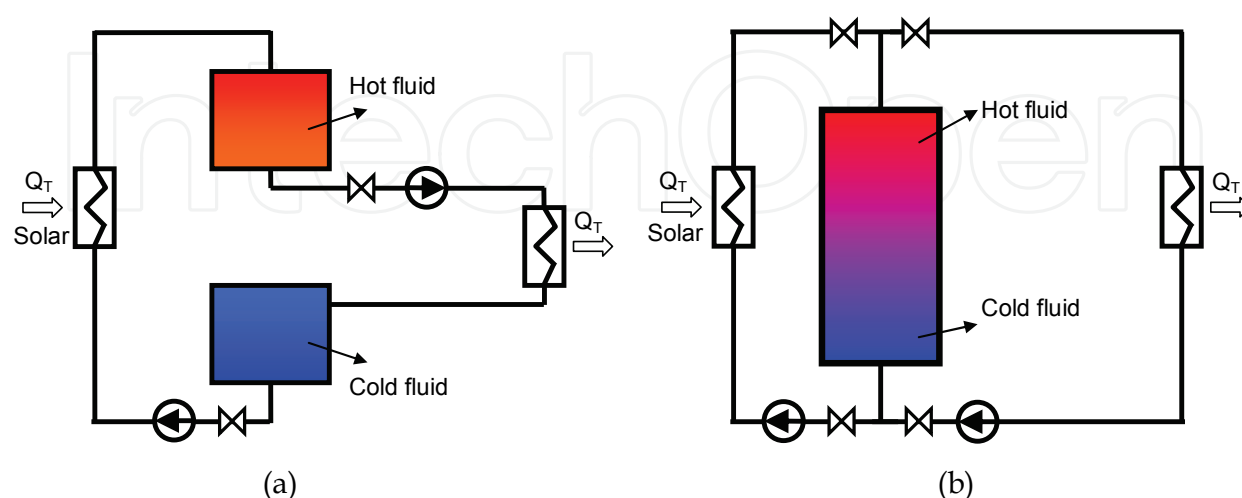 IntechOpen
Hot fluid
Q_T
Solar
Q_T
Cold fluid
(a)
Hot fluid
Q_T
Solar
Q_T
Cold fluid
(b)